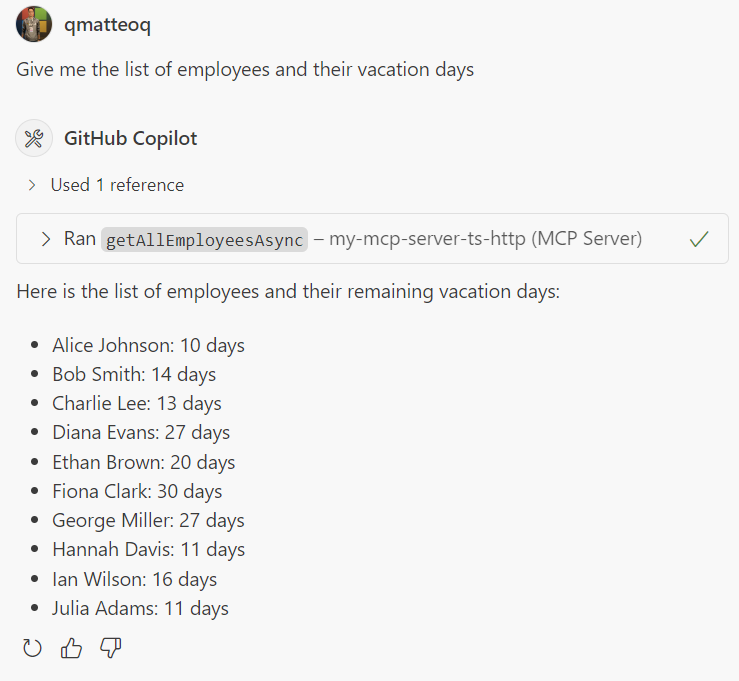 qmatteoq
Give me the list of employees and their vacation days
GitHub Copilot
Used 1 reference
Ran getAllEmployeesAsync – my-mcp-server-ts-http (MCP Server)
Here is the list of employees and their remaining vacation days:
• Alice Johnson: 10 days
• Bob Smith: 14 days
• Charlie Lee: 13 days
• Diana Evans: 27 days
• Ethan Brown: 20 days
• Fiona Clark: 30 days
• George Miller: 27 days
• Hannah Davis: 11 days
• Ian Wilson: 16 days
• Julia Adams: 11 days